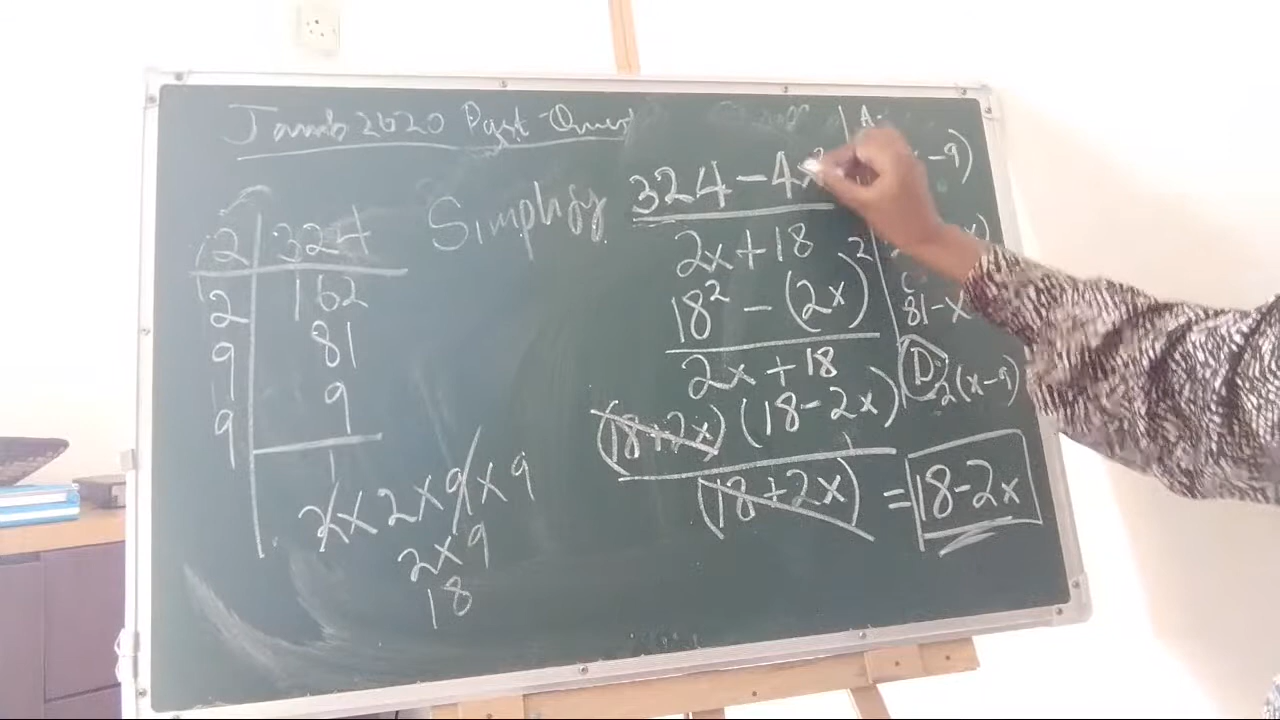 Jamb 2020 Past Quest
Simplify 324 - 4x²
2x + 18
18² - (2x)²
2x + 18
(18+2x) (18 - 2x)
(18 + 2x)
= 18 - 2x
2 324
2 162
9 81
9 9
1
2 x 2 x 9 x 9
2 x 9
18
A.
- 9)
x)
81 - x
D 2(x - 9)